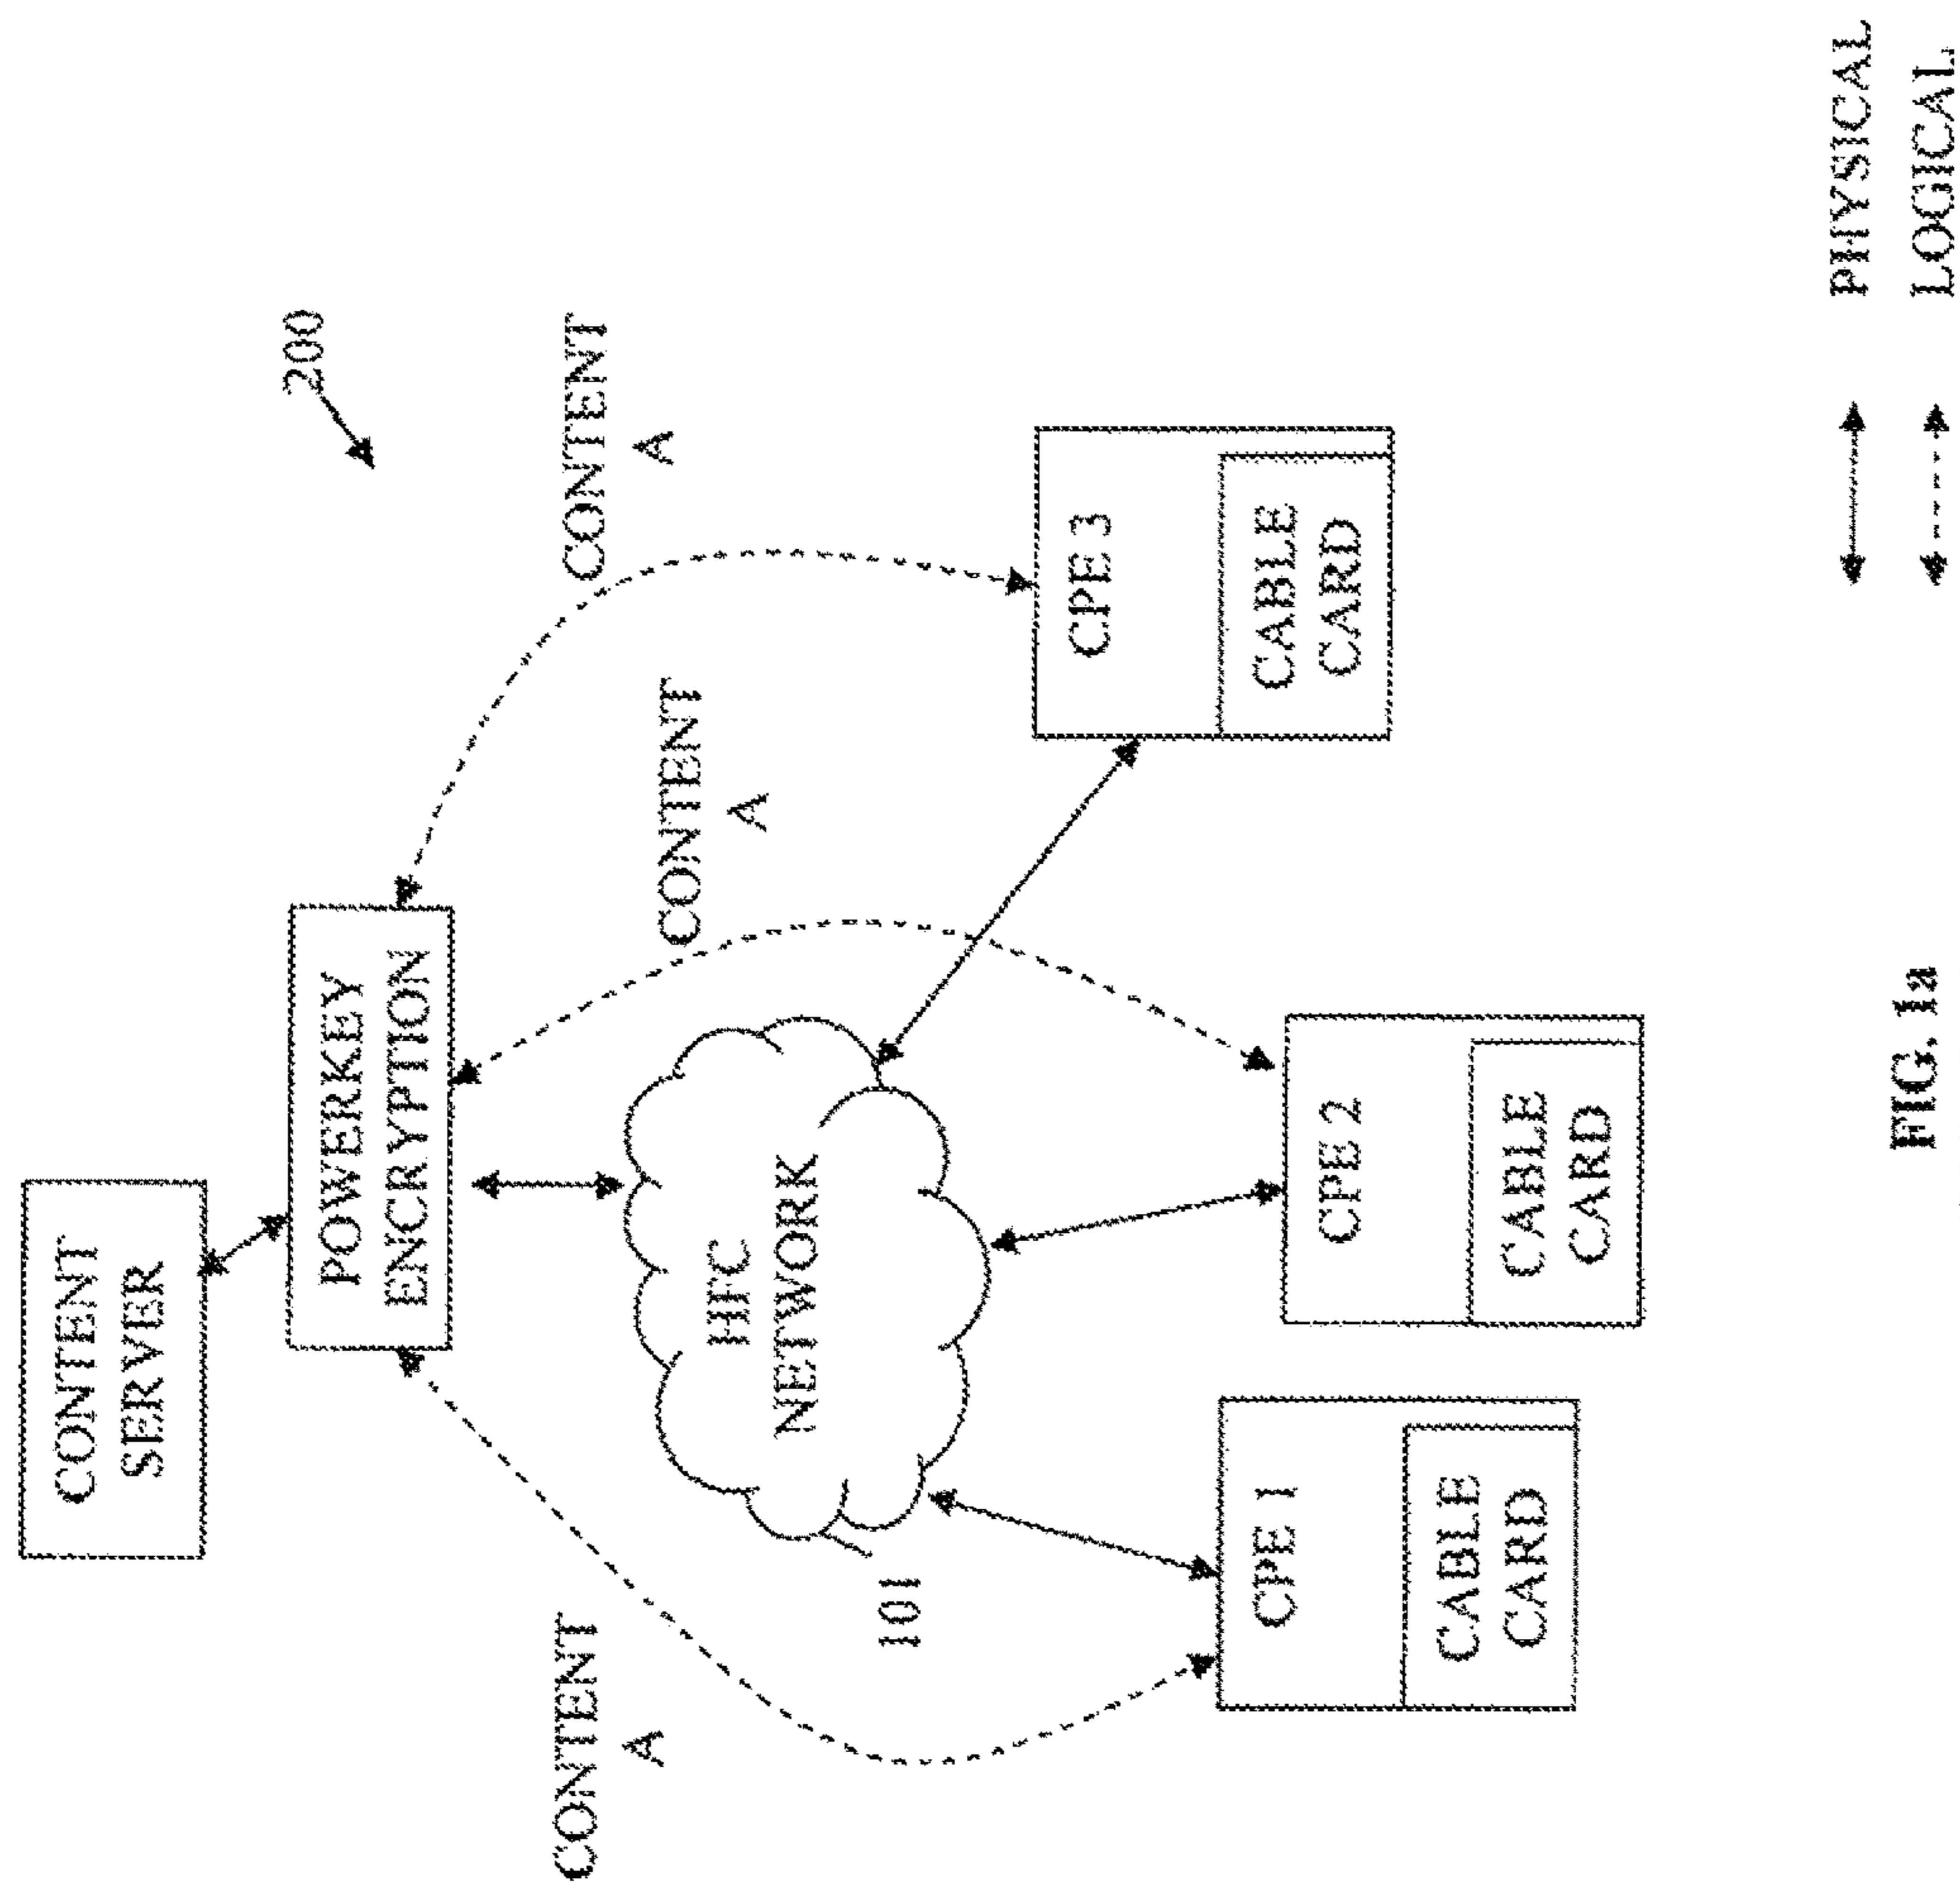 CONTENT
SERVER
200
POWERKEY
ENCRYPTION
CONTENT
A
CONTENT
A
CONTENT
A
HFC
NETWORK
101
CPE 1
CABLE
CARD
CPE 2
CABLE
CARD
CPE 3
CABLE
CARD
PHYSICAL
LOGICAL
FIG. 1a